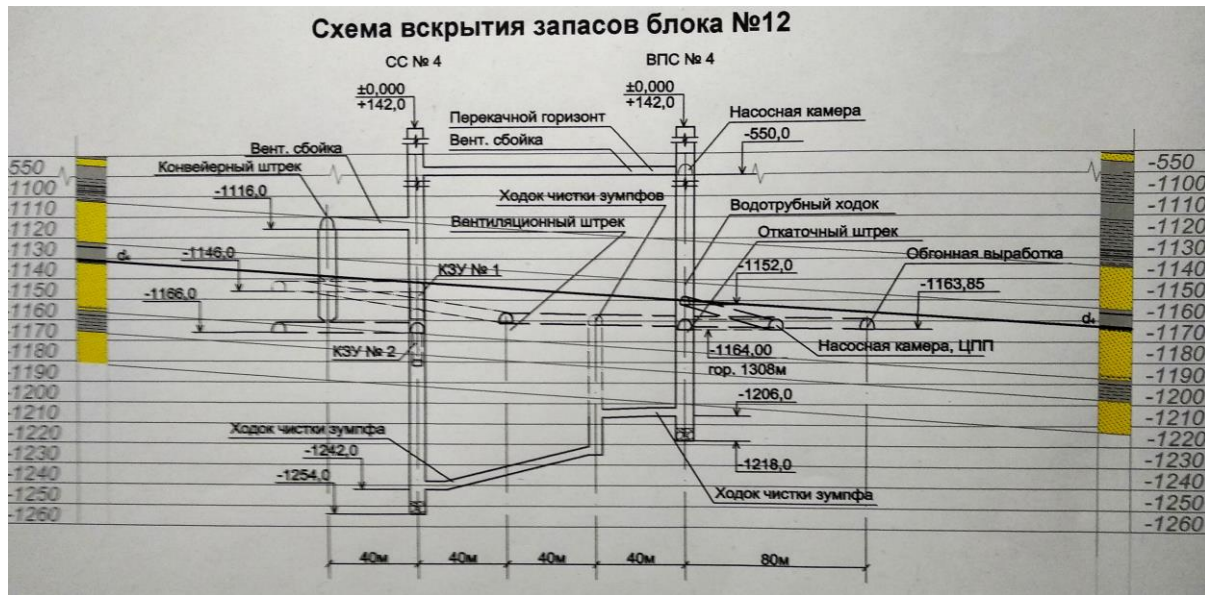 Схема вскрытия запасов блока №12
СС № 4
ВПС № 4
±0,000
+142,0
±0,000
+142,0
Перекачной горизонт
Вент. сбойка
Насосная камера
-550,0
Вент. сбойка
Конвейерный штрек
-1116,0
Ходок чистки зумпфов
Вентиляционный штрек
Водотрубный ходок
Откаточный штрек
Обгонная выработка
-1146,0
КЗУ № 1
-1152,0
-1163,85
-1166,0
d₄
d₄
КЗУ № 2
-1164,00
гор. 1308м
Насосная камера, ЦПП
-1206,0
Ходок чистки зумпфа
-1242,0
-1254,0
-1218,0
Ходок чистки зумпфа
550
-1100
-1110
-1120
-1130
-1140
-1150
-1160
-1170
-1180
-1190
-1200
-1210
-1220
-1230
-1240
-1250
-1260
-550
-1100
-1110
-1120
-1130
-1140
-1150
-1160
-1170
-1180
-1190
-1200
-1210
-1220
-1230
-1240
-1250
-1260
40м
40м
40м
40м
80м